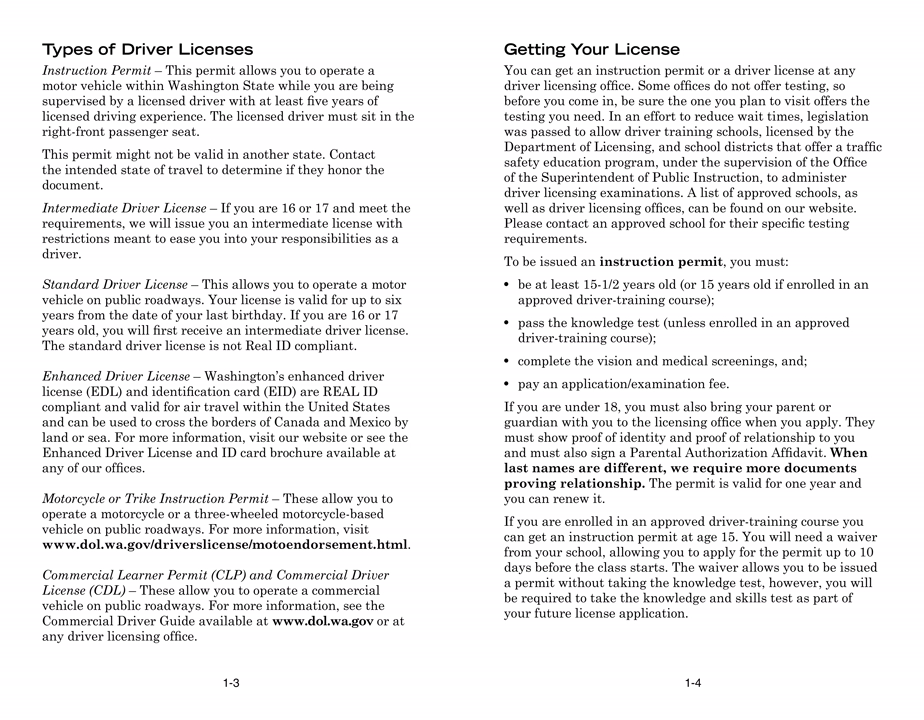 Types of Driver Licenses
Instruction Permit – This permit allows you to operate a
motor vehicle within Washington State while you are being
supervised by a licensed driver with at least five years of
licensed driving experience. The licensed driver must sit in the
right-front passenger seat.
This permit might not be valid in another state. Contact
the intended state of travel to determine if they honor the
document.
Intermediate Driver License – If you are 16 or 17 and meet the
requirements, we will issue you an intermediate license with
restrictions meant to ease you into your responsibilities as a
driver.
Standard Driver License – This allows you to operate a motor
vehicle on public roadways. Your license is valid for up to six
years from the date of your last birthday. If you are 16 or 17
years old, you will first receive an intermediate driver license.
The standard driver license is not Real ID compliant.
Enhanced Driver License – Washington’s enhanced driver
license (EDL) and identification card (EID) are REAL ID
compliant and valid for air travel within the United States
and can be used to cross the borders of Canada and Mexico by
land or sea. For more information, visit our website or see the
Enhanced Driver License and ID card brochure available at
any of our offices.
Motorcycle or Trike Instruction Permit – These allow you to
operate a motorcycle or a three-wheeled motorcycle-based
vehicle on public roadways. For more information, visit
www.dol.wa.gov/driverslicense/motoendorsement.html.
Commercial Learner Permit (CLP) and Commercial Driver
License (CDL) – These allow you to operate a commercial
vehicle on public roadways. For more information, see the
Commercial Driver Guide available at www.dol.wa.gov or at
any driver licensing office.
1-3
Getting Your License
You can get an instruction permit or a driver license at any
driver licensing office. Some offices do not offer testing, so
before you come in, be sure the one you plan to visit offers the
testing you need. In an effort to reduce wait times, legislation
was passed to allow driver training schools, licensed by the
Department of Licensing, and school districts that offer a traffic
safety education program, under the supervision of the Office
of the Superintendent of Public Instruction, to administer
driver licensing examinations. A list of approved schools, as
well as driver licensing offices, can be found on our website.
Please contact an approved school for their specific testing
requirements.
To be issued an instruction permit, you must:
• be at least 15-1/2 years old (or 15 years old if enrolled in an
approved driver-training course);
• pass the knowledge test (unless enrolled in an approved
driver-training course);
• complete the vision and medical screenings, and;
• pay an application/examination fee.
If you are under 18, you must also bring your parent or
guardian with you to the licensing office when you apply. They
must show proof of identity and proof of relationship to you
and must also sign a Parental Authorization Affidavit. When
last names are different, we require more documents
proving relationship. The permit is valid for one year and
you can renew it.
If you are enrolled in an approved driver-training course you
can get an instruction permit at age 15. You will need a waiver
from your school, allowing you to apply for the permit up to 10
days before the class starts. The waiver allows you to be issued
a permit without taking the knowledge test, however, you will
be required to take the knowledge and skills test as part of
your future license application.
1-4